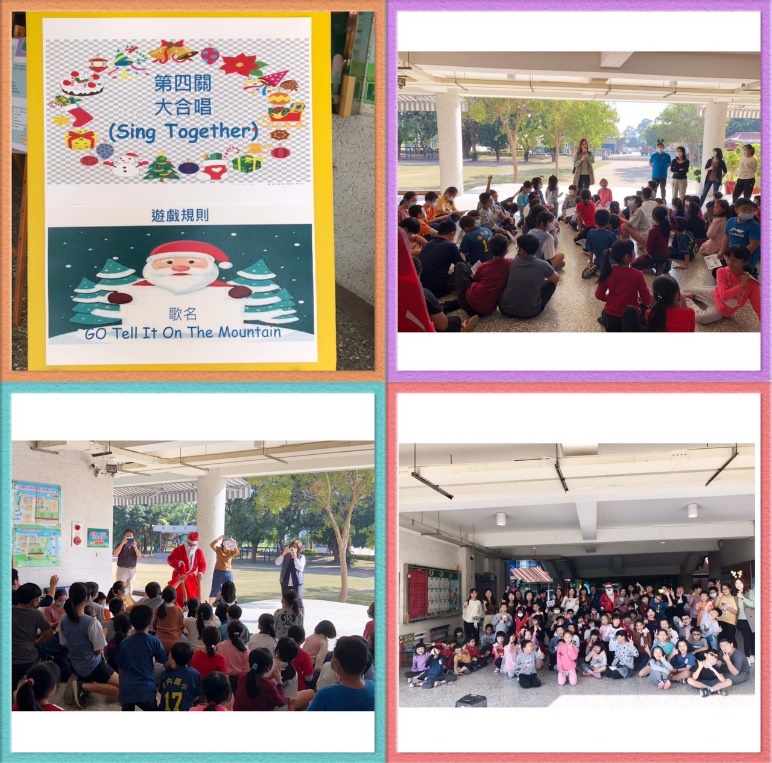 第四關
大合唱
(Sing Together)
遊戲規則
歌名
GO Tell It On The Mountain
17